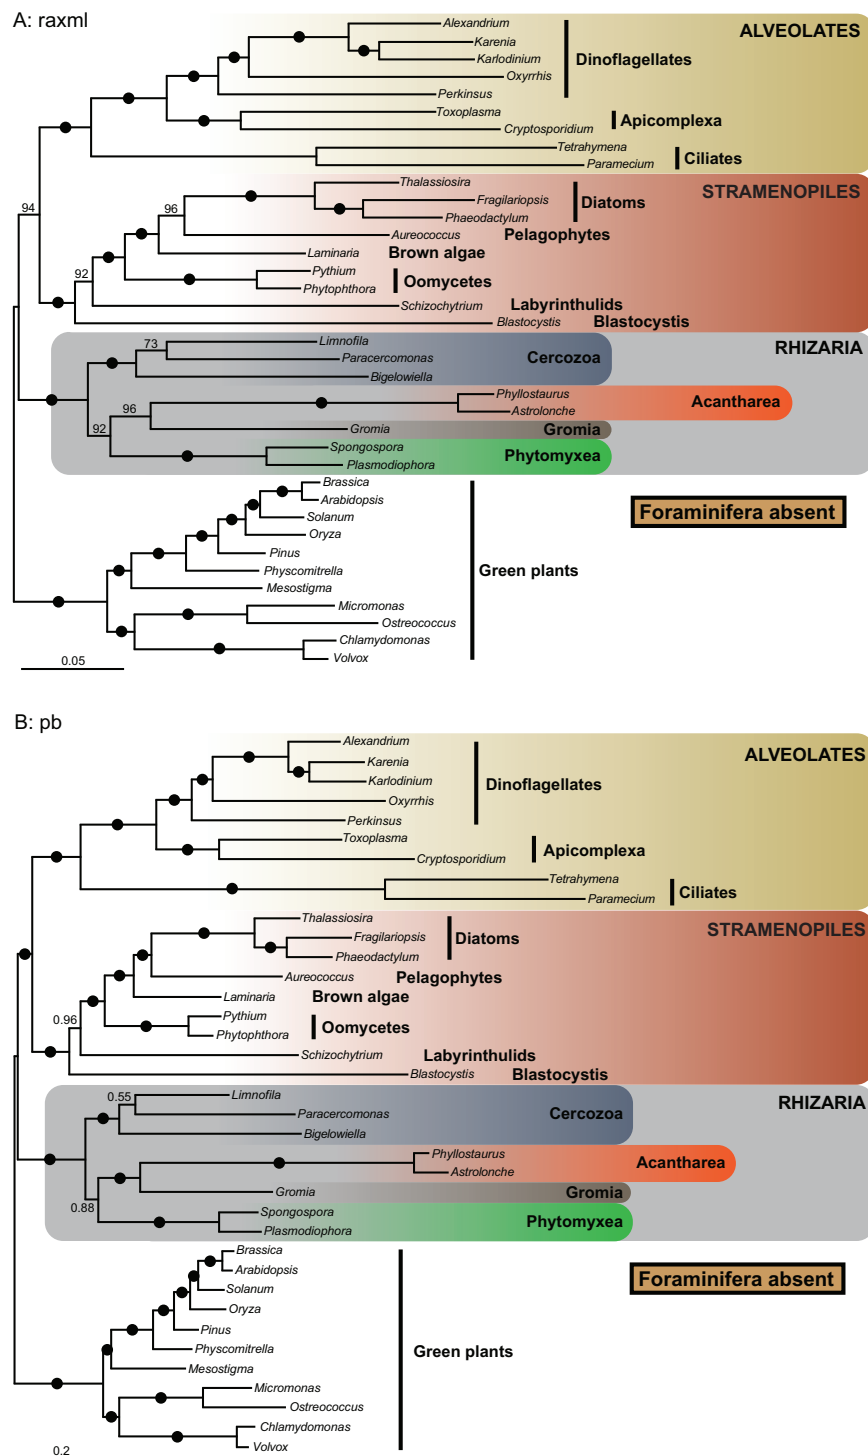 A: raxml
Alexandrium
ALVEOLATES
Karenia
Karlodinium
Dinoflagellates
Oxyrrhis
Perkinsus
Toxoplasma
Apicomplexa
Cryptosporidium
Tetrahymena
Ciliates
Paramecium
94
Thalassiosira
STRAMENOPILES
96
Fragilariopsis
Diatoms
Phaeodactylum
Aureococcus
Pelagophytes
Laminaria
Brown algae
92
Pythium
Oomycetes
Phytophthora
Schizochytrium
Labyrinthulids
Blastocystis
Blastocystis
73
Limnofila
RHIZARIA
Paracercomonas
Cercozoa
Bigelowiella
Phyllostaurus
Acantharea
96
Astrolonche
92
Gromia
Gromia
Spongospora
Phytomyxea
Plasmodiophora
Brassica
Arabidopsis
Solanum
Foraminifera absent
Oryza
Pinus
Physcomitrella
Green plants
Mesostigma
Micromonas
Ostreococcus
Chlamydomonas
Volvox
0.05
B: pb
Alexandrium
ALVEOLATES
Karenia
Karlodinium
Dinoflagellates
Oxyrrhis
Perkinsus
Toxoplasma
Apicomplexa
Cryptosporidium
Tetrahymena
Ciliates
Paramecium
Thalassiosira
STRAMENOPILES
Fragilariopsis
Diatoms
Phaeodactylum
Aureococcus
Pelagophytes
Laminaria
Brown algae
0.96
Pythium
Oomycetes
Phytophthora
Schizochytrium
Labyrinthulids
Blastocystis
Blastocystis
0.55
Limnofila
RHIZARIA
Paracercomonas
Cercozoa
Bigelowiella
Phyllostaurus
Acantharea
Astrolonche
0.88
Gromia
Gromia
Spongospora
Phytomyxea
Plasmodiophora
Brassica
Arabidopsis
Foraminifera absent
Solanum
Oryza
Pinus
Physcomitrella
Green plants
Mesostigma
Micromonas
Ostreococcus
Chlamydomonas
0.2
Volvox